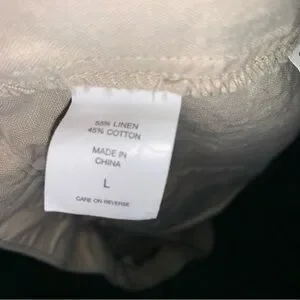 55% LINEN
45% COTTON
MADE IN
CHINA
L
CARE ON REVERSE